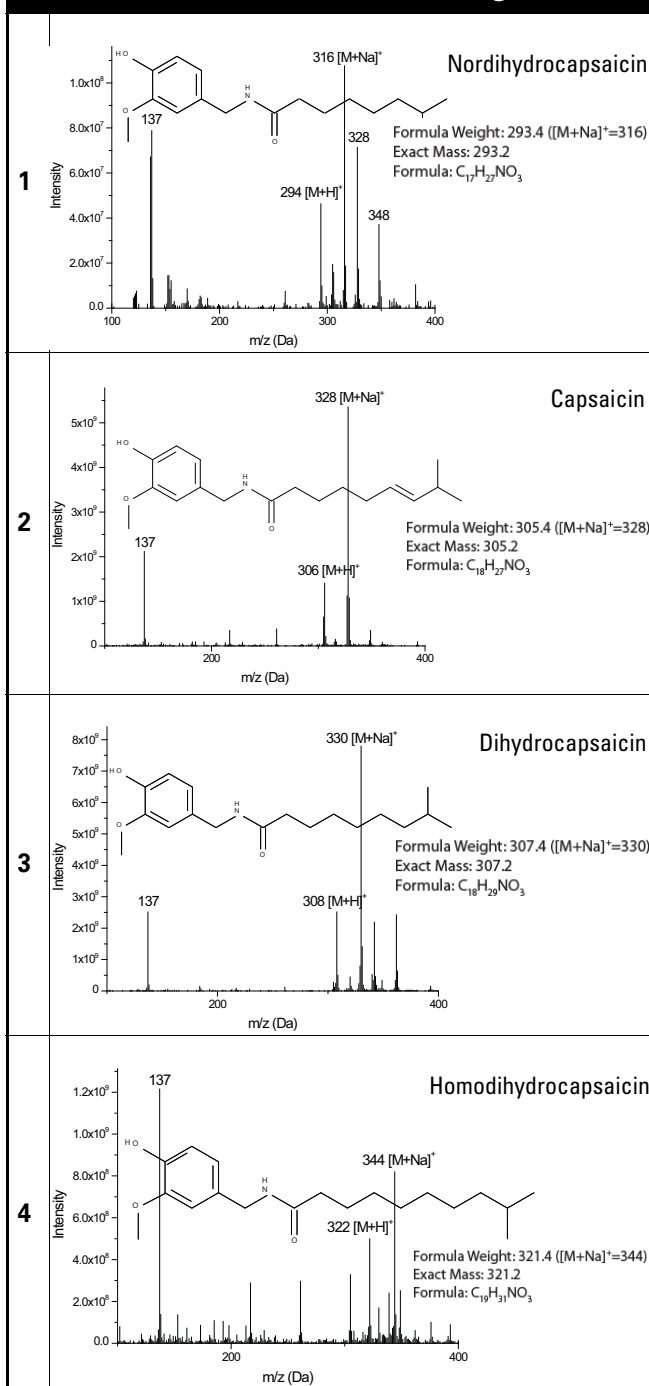 1
Nordihydrocapsaicin
316 [M+Na]⁺
HO
O
H
N
O
137
Formula Weight: 293.4 ([M+Na]⁺=316)
Exact Mass: 293.2
Formula: C₁₇H₂₇NO₃
328
294 [M+H]⁺
348
Intensity
1.0x10⁸
8.0x10⁷
6.0x10⁷
4.0x10⁷
2.0x10⁷
0.0
100 300 400
m/z (Da)
2
Capsaicin
328 [M+Na]⁺
HO
O
H
N
O
137
306 [M+H]⁺
Formula Weight: 305.4 ([M+Na]⁺=328)
Exact Mass: 305.2
Formula: C₁₈H₂₇NO₃
Intensity
5x10⁹
4x10⁹
3x10⁹
2x10⁹
1x10⁹
0
200 400
m/z (Da)
3
Dihydrocapsaicin
330 [M+Na]⁺
HO
O
H
N
O
137
308 [M+H]⁺
Formula Weight: 307.4 ([M+Na]⁺=330)
Exact Mass: 307.2
Formula: C₁₈H₂₉NO₃
Intensity
8x10⁹
7x10⁹
6x10⁹
5x10⁹
4x10⁹
3x10⁹
2x10⁹
1x10⁹
0
200 400
m/z (Da)
4
Homodihydrocapsaicin
137
HO
O
H
N
O
344 [M+Na]⁺
322 [M+H]⁺
Formula Weight: 321.4 ([M+Na]⁺=344)
Exact Mass: 321.2
Formula: C₁₉H₃₁NO₃
Intensity
1.2x10⁹
1.0x10⁹
8.0x10⁸
6.0x10⁸
4.0x10⁸
2.0x10⁸
0.0
200 400
m/z (Da)